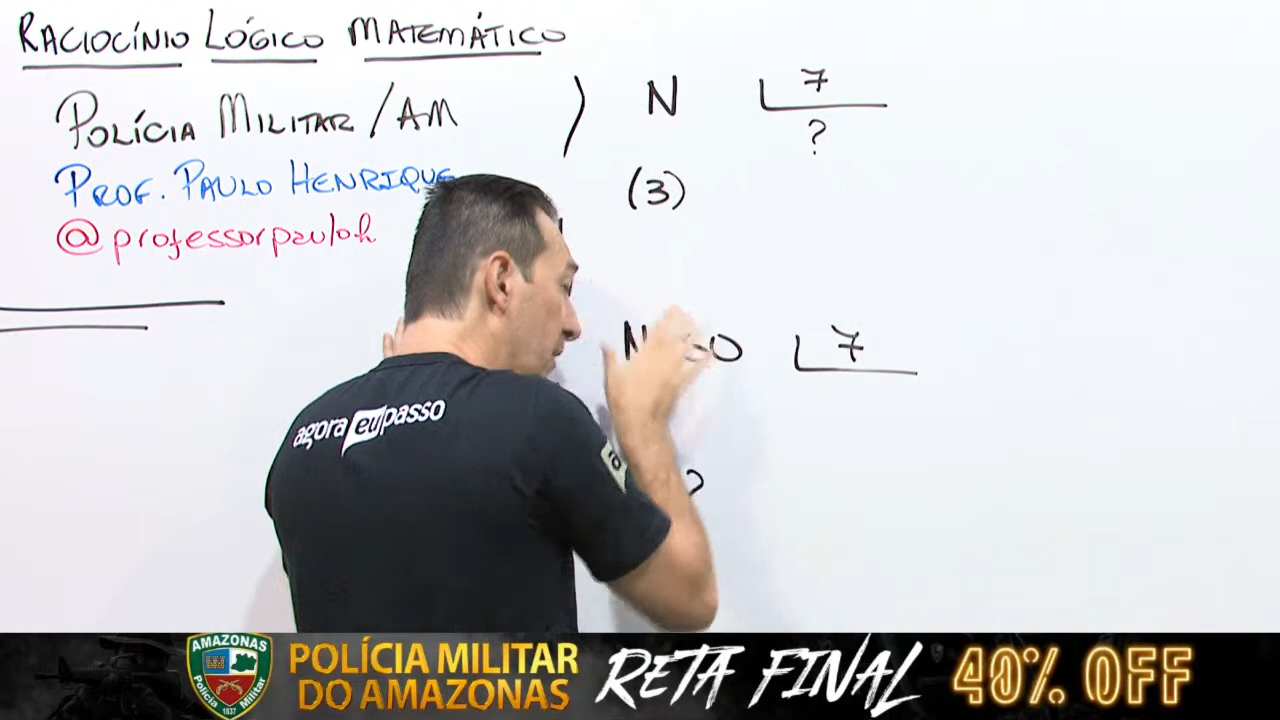 RACIOCÍNIO LÓGICO MATEMÁTICO
POLÍCIA MILITAR/AM
PROF. PAULO HENRIQUE
@professorpauloh
) N 7
?
(3)
N 7
?
agora eu passo
AMAZONAS
Polícia Militar
1837
POLÍCIA MILITAR
DO AMAZONAS
RETA FINAL
40% OFF